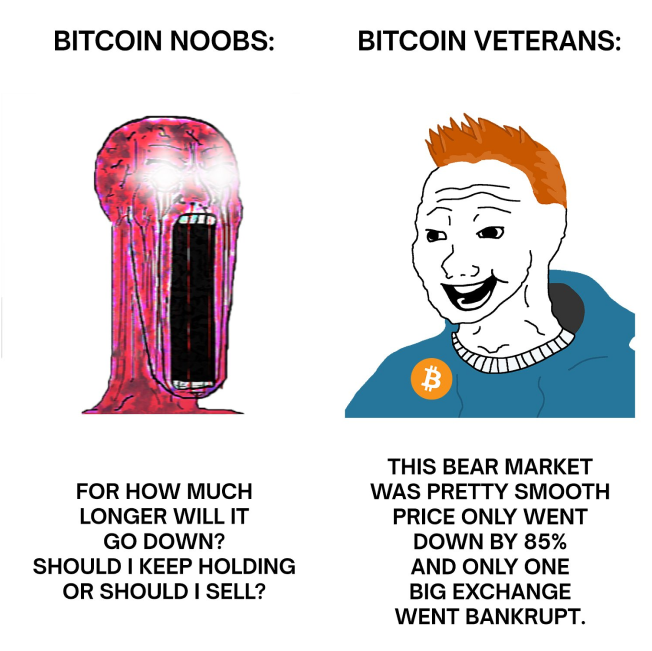 BITCOIN NOOBS:
BITCOIN VETERANS:
FOR HOW MUCH
LONGER WILL IT
GO DOWN?
SHOULD I KEEP HOLDING
OR SHOULD I SELL?
THIS BEAR MARKET
WAS PRETTY SMOOTH
PRICE ONLY WENT
DOWN BY 85%
AND ONLY ONE
BIG EXCHANGE
WENT BANKRUPT.